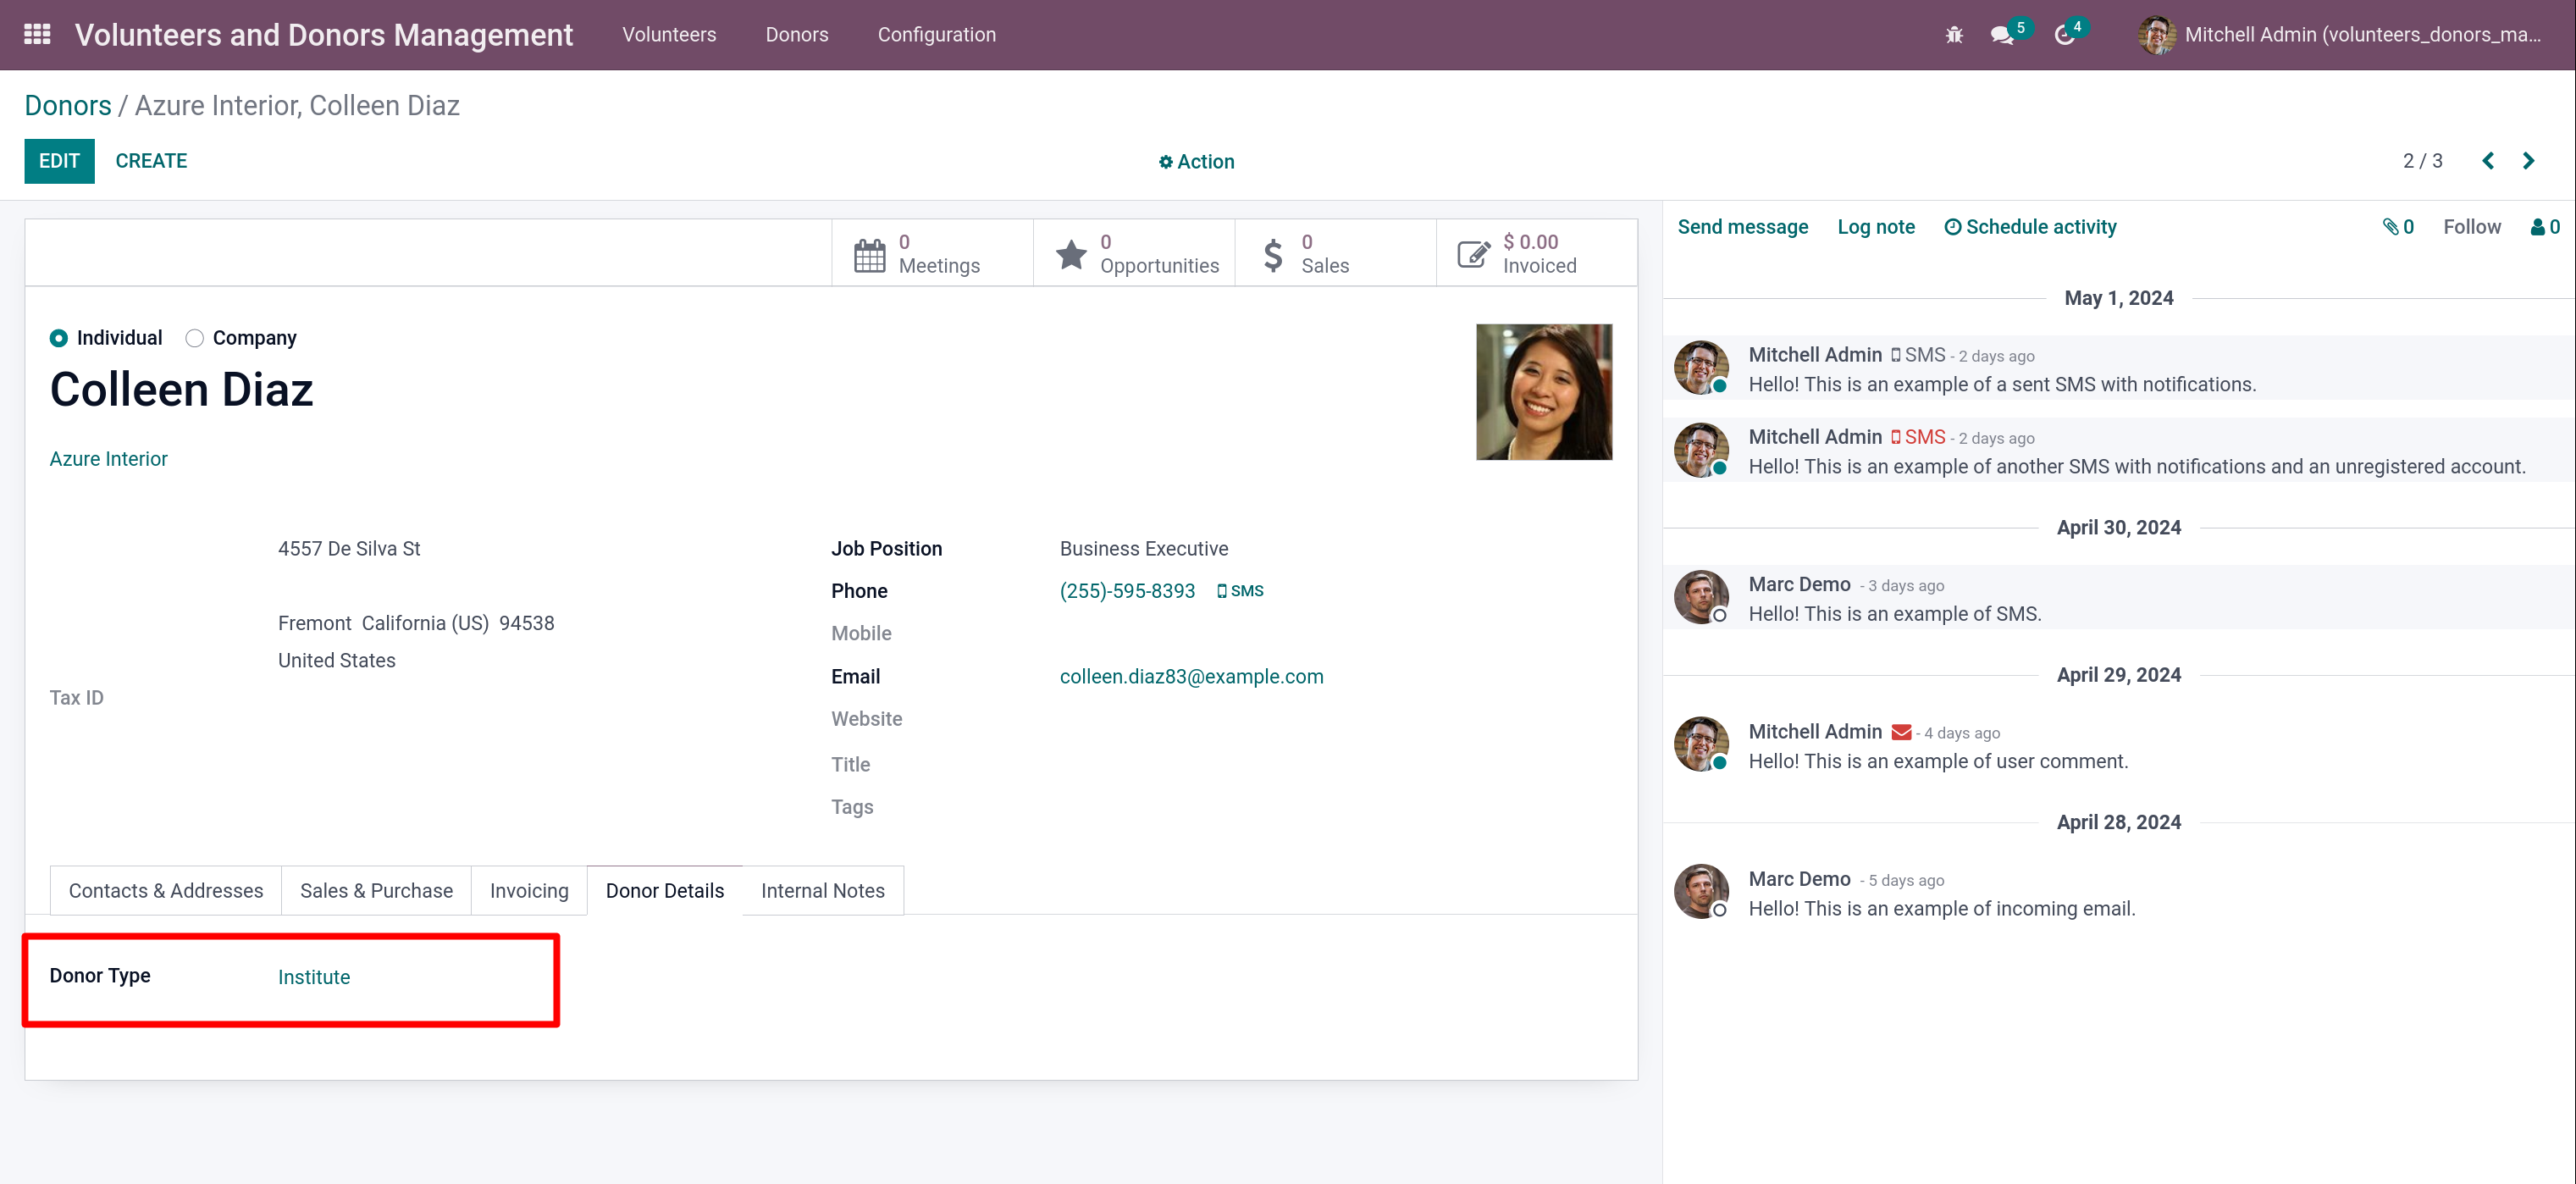 Volunteers and Donors Management Volunteers Donors Configuration 5 4 Mitchell Admin (volunteers_donors_ma...
Donors / Azure Interior, Colleen Diaz
EDIT CREATE Action 2 / 3
0 Meetings
0 Opportunities
0 Sales
$ 0.00 Invoiced
Individual Company
Colleen Diaz
Azure Interior
4557 De Silva St
Fremont California (US) 94538
United States
Tax ID
Job Position Business Executive
Phone (255)-595-8393 SMS
Mobile
Email colleen.diaz83@example.com
Website
Title
Tags
Contacts & Addresses Sales & Purchase Invoicing Donor Details Internal Notes
Donor Type Institute
Send message Log note Schedule activity 0 Follow 0
May 1, 2024
Mitchell Admin SMS - 2 days ago
Hello! This is an example of a sent SMS with notifications.
Mitchell Admin SMS - 2 days ago
Hello! This is an example of another SMS with notifications and an unregistered account.
April 30, 2024
Marc Demo - 3 days ago
Hello! This is an example of SMS.
April 29, 2024
Mitchell Admin - 4 days ago
Hello! This is an example of user comment.
April 28, 2024
Marc Demo - 5 days ago
Hello! This is an example of incoming email.